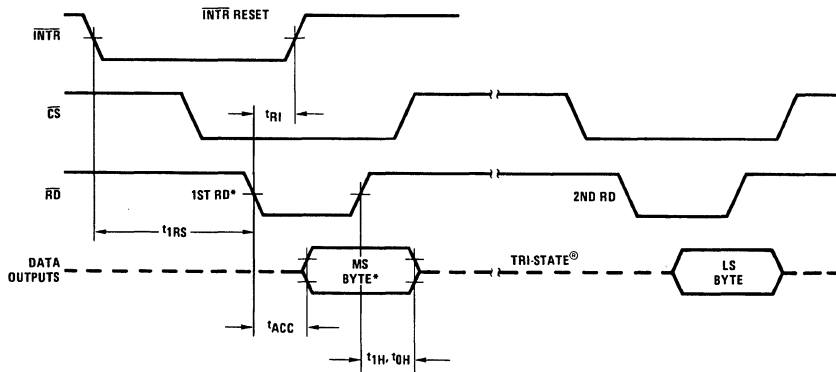 INTR RESET
INTR
CS
tRI
RD
1ST RD*
2ND RD
t1RS
DATA
OUTPUTS
MS
BYTE*
TRI-STATE®
LS
BYTE
tACC
t1H, t0H